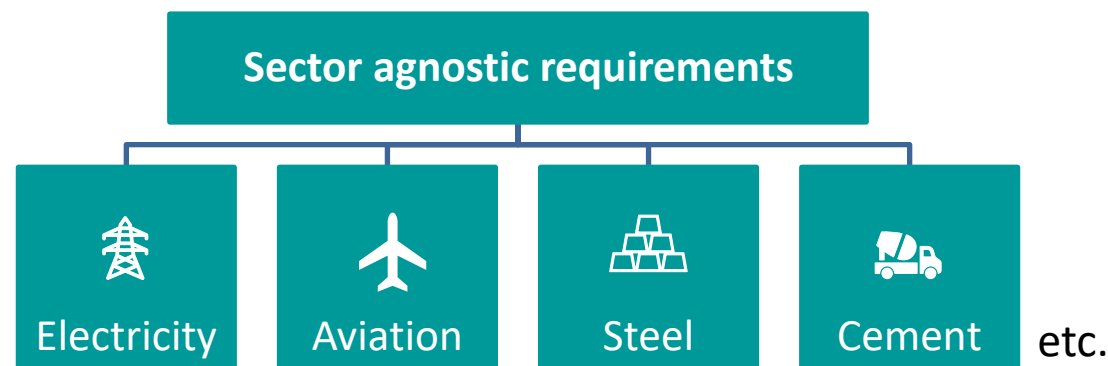 Sector agnostic requirements
Electricity
Aviation
Steel
Cement
etc.